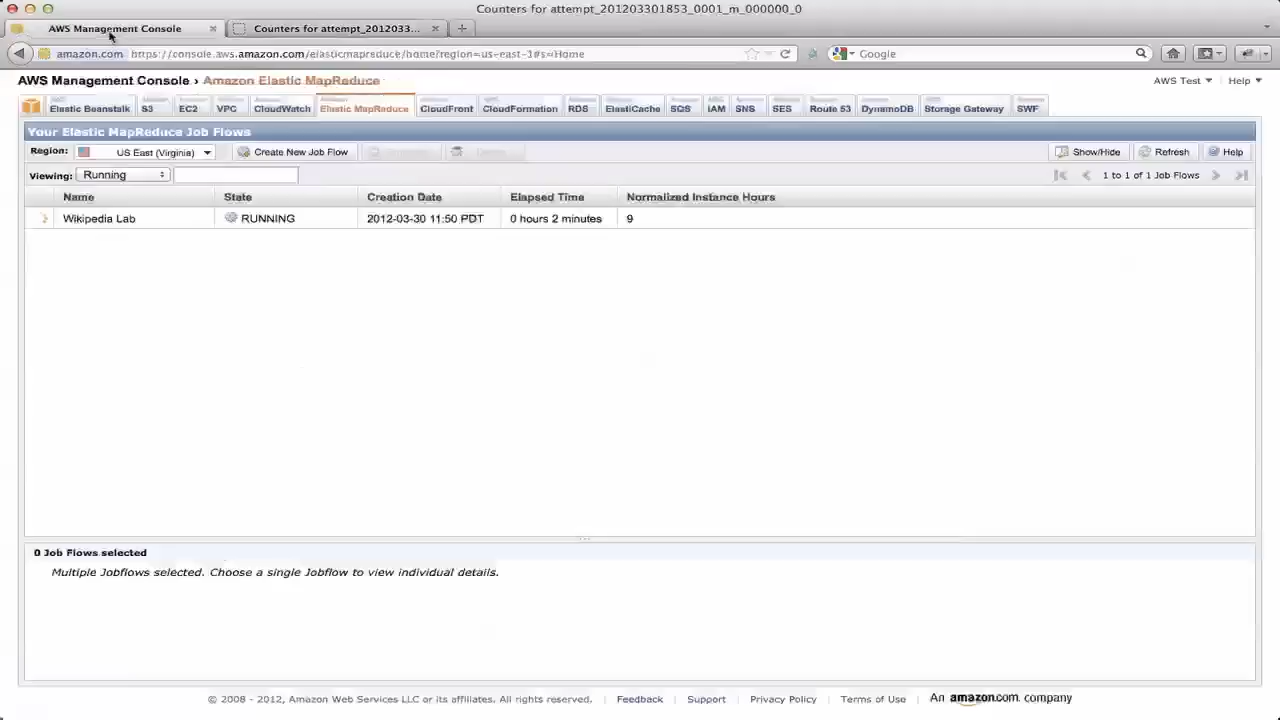 Counters for attempt_201203301853_0001_m_000000_0
AWS Management Console Counters for attempt_2012033...
amazon.com https://console.aws.amazon.com/elasticmapreduce/home?region=us-east-1#s=Home Google
AWS Management Console › Amazon Elastic MapReduce AWS Test Help
Elastic Beanstalk S3 EC2 VPC CloudWatch Elastic MapReduce CloudFront CloudFormation RDS ElastiCache SQS IAM SNS SES Route 53 DynamoDB Storage Gateway SWF
Your Elastic MapReduce Job Flows
Region: US East (Virginia) Create New Job Flow Show/Hide Refresh Help
Viewing: Running 1 to 1 of 1 Job Flows
Name State Creation Date Elapsed Time Normalized Instance Hours
Wikipedia Lab RUNNING 2012-03-30 11:50 PDT 0 hours 2 minutes 9
0 Job Flows selected
Multiple Jobflows selected. Choose a single Jobflow to view individual details.
© 2008 - 2012, Amazon Web Services LLC or its affiliates. All rights reserved. | Feedback | Support | Privacy Policy | Terms of Use | An amazon.com company